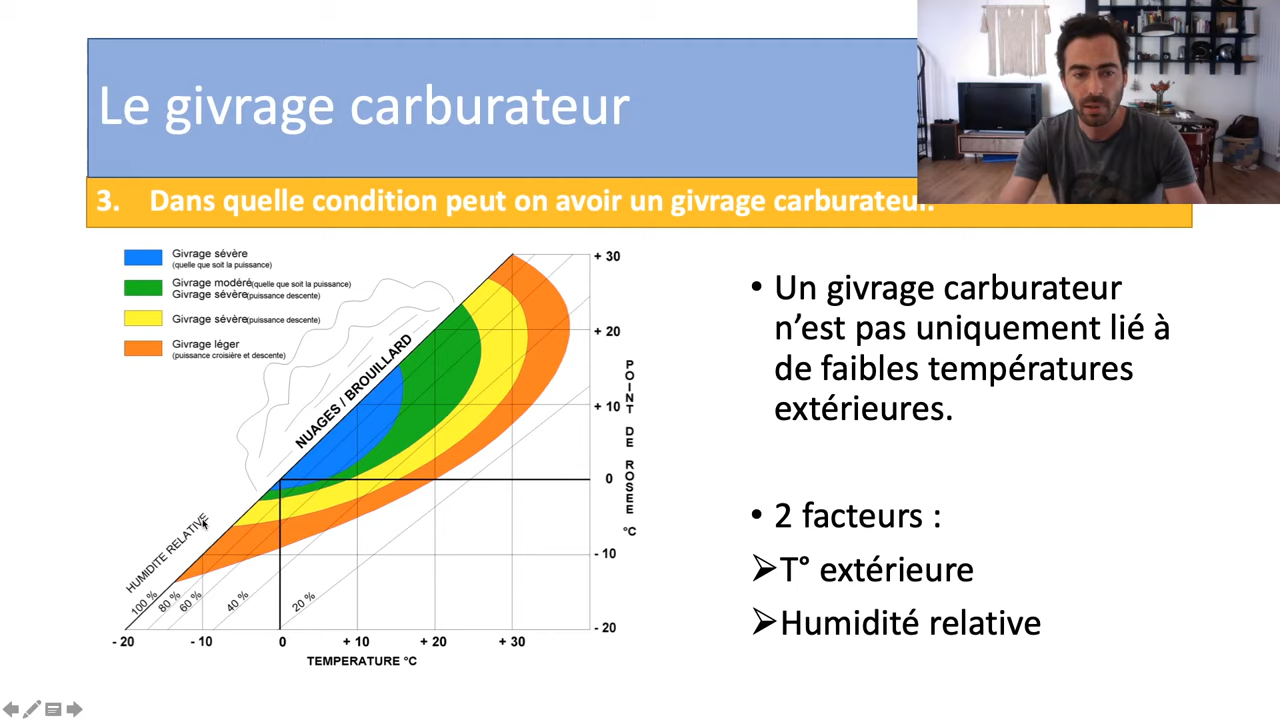 Le givrage carburateur
3. Dans quelle condition peut on avoir un givrage carburateur.
Givrage sévère
(quelle que soit la puissance)
Givrage modéré(quelle que soit la puissance)
Givrage sévère(puissance descente)
Givrage sévère(puissance descente)
Givrage léger
(puissance croisière et descente)
NUAGES / BROUILLARD
HUMIDITE RELATIVE
100 %
80 %
60 %
40 %
20 %
+ 30
+ 20
+ 10
0
- 10
- 20
POINT DE ROSEE °C
- 20
- 10
0
+ 10
+ 20
+ 30
TEMPERATURE °C
• Un givrage carburateur
n’est pas uniquement lié à
de faibles températures
extérieures.
• 2 facteurs :
➢T° extérieure
➢Humidité relative